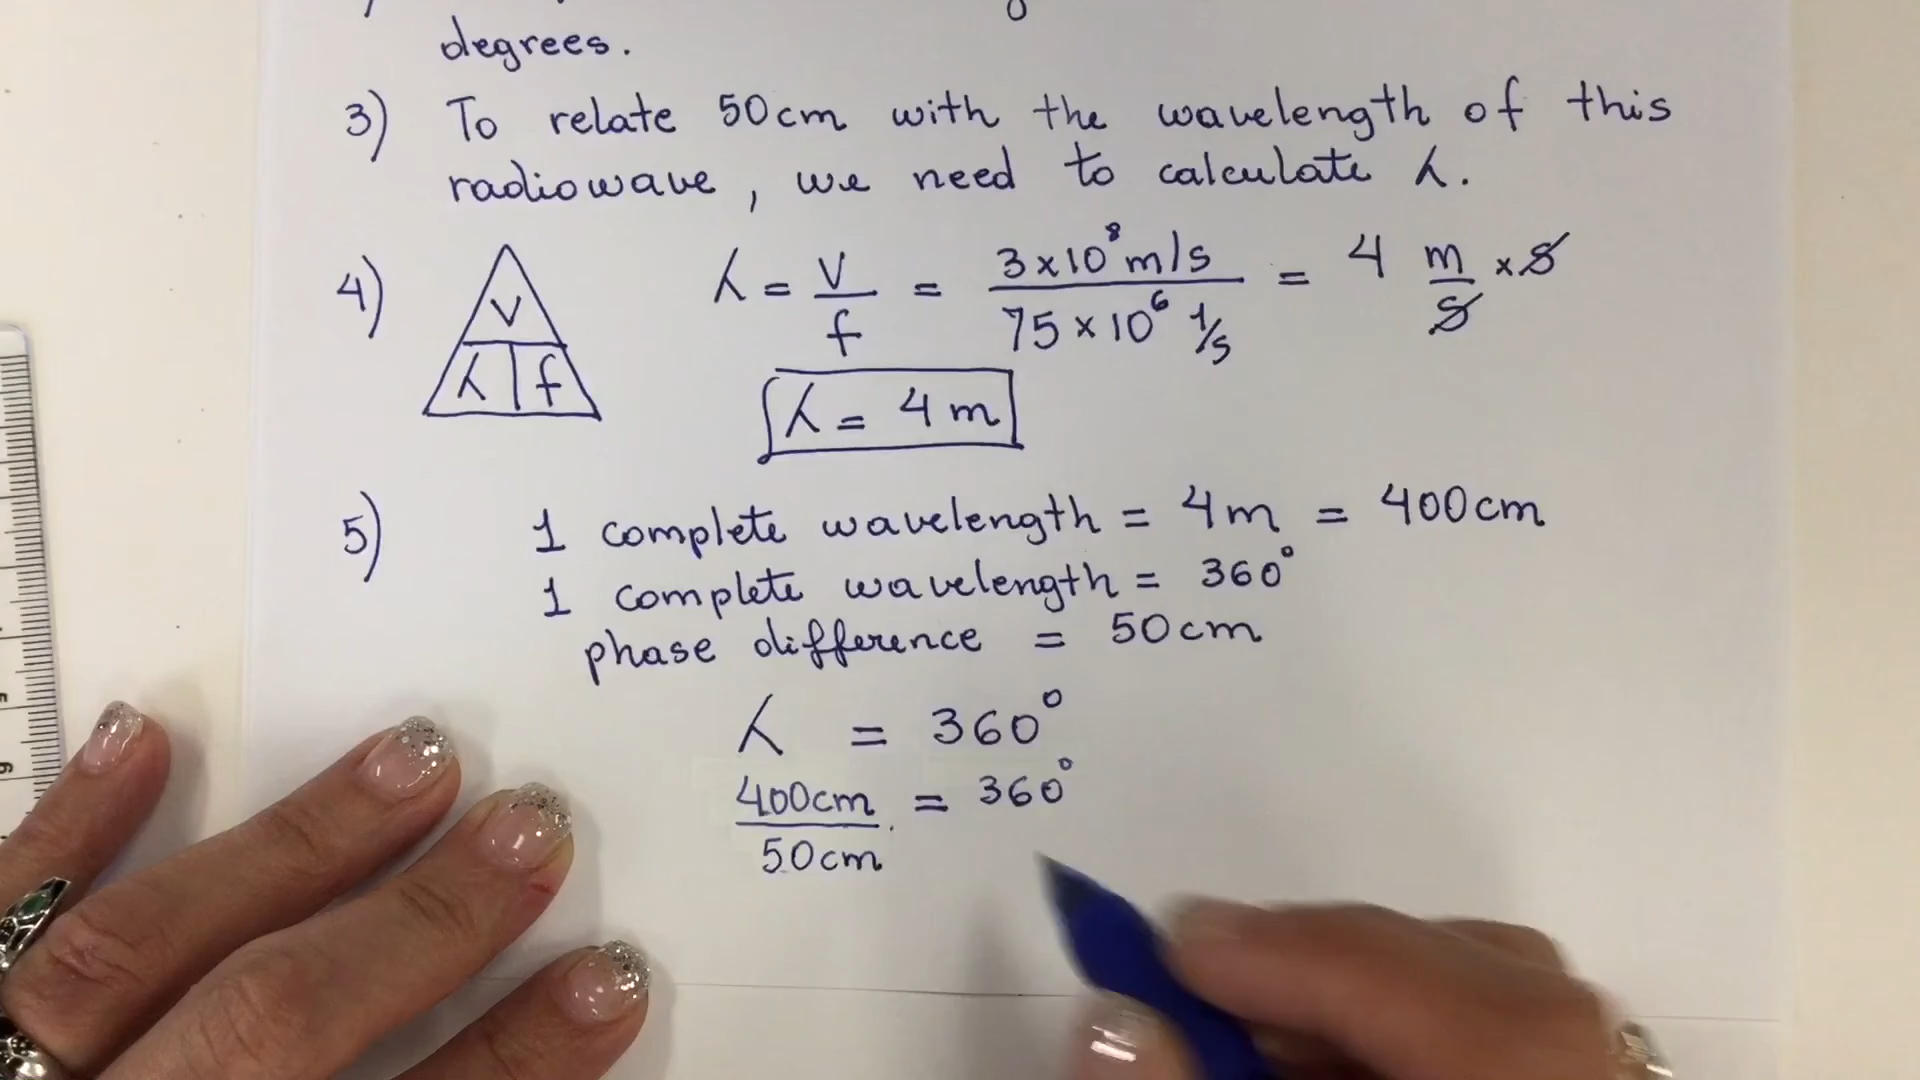 degrees.
3) To relate 50cm with the wavelength of this
radiowave, we need to calculate λ.
4) V λ f λ = V/f = 3×10⁸ m/s / 75×10⁶ 1/s = 4 m/s × s
λ = 4 m
5) 1 complete wavelength = 4m = 400cm
1 complete wavelength = 360°
phase difference = 50cm
λ = 360°
400cm = 360°
50cm
5
6